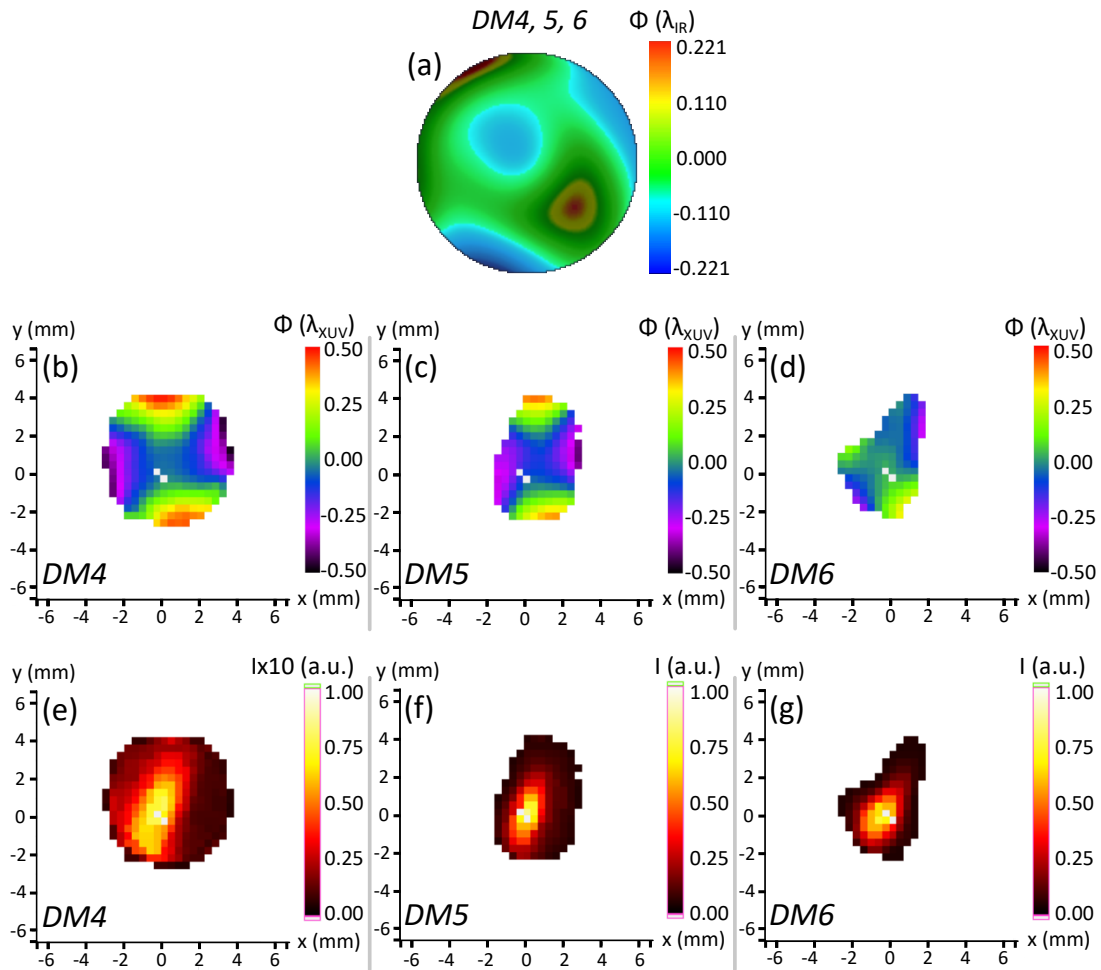 DM4, 5, 6
Φ (λIR)
(a)
0.221
0.110
0.000
-0.110
-0.221
y (mm)
Φ (λXUV)
y (mm)
Φ (λXUV)
y (mm)
Φ (λXUV)
(b)
6
4
2
0
-2
-4
-6
0.50
0.25
0.00
-0.25
-0.50
DM4
x (mm)
-6 -4 -2 0 2 4 6
(c)
6
4
2
0
-2
-4
-6
0.50
0.25
0.00
-0.25
-0.50
DM5
x (mm)
-6 -4 -2 0 2 4 6
(d)
6
4
2
0
-2
-4
-6
0.50
0.25
0.00
-0.25
-0.50
DM6
x (mm)
-6 -4 -2 0 2 4 6
y (mm)
Ix10 (a.u.)
y (mm)
I (a.u.)
y (mm)
I (a.u.)
(e)
6
4
2
0
-2
-4
-6
1.00
0.75
0.50
0.25
0.00
DM4
x (mm)
-6 -4 -2 0 2 4 6
(f)
6
4
2
0
-2
-4
-6
1.00
0.75
0.50
0.25
0.00
DM5
x (mm)
-6 -4 -2 0 2 4 6
(g)
6
4
2
0
-2
-4
-6
1.00
0.75
0.50
0.25
0.00
DM6
x (mm)
-6 -4 -2 0 2 4 6